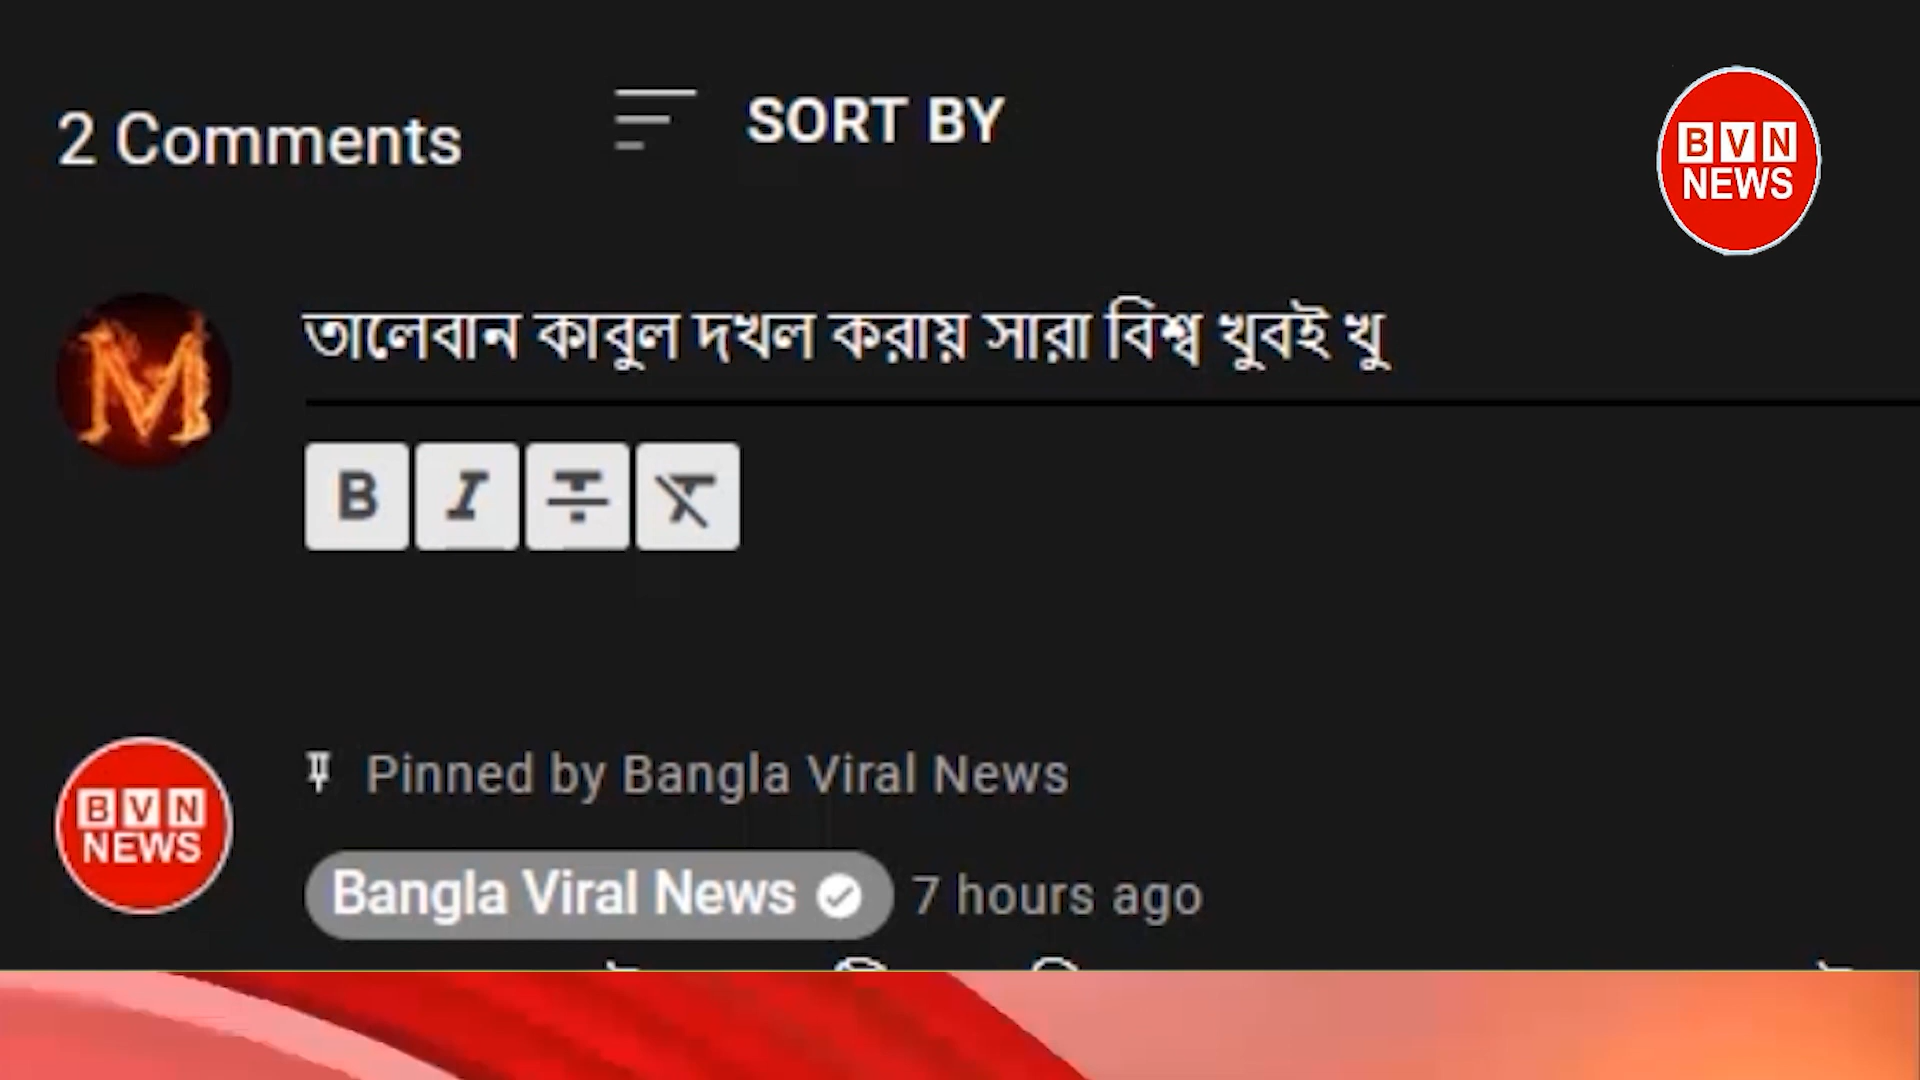 2 Comments
SORT BY
BVN
NEWS
তালেবান কাবুল দখল করায় সারা বিশ্ব খুবই খু
B I T T
Pinned by Bangla Viral News
BVN
NEWS
Bangla Viral News 7 hours ago